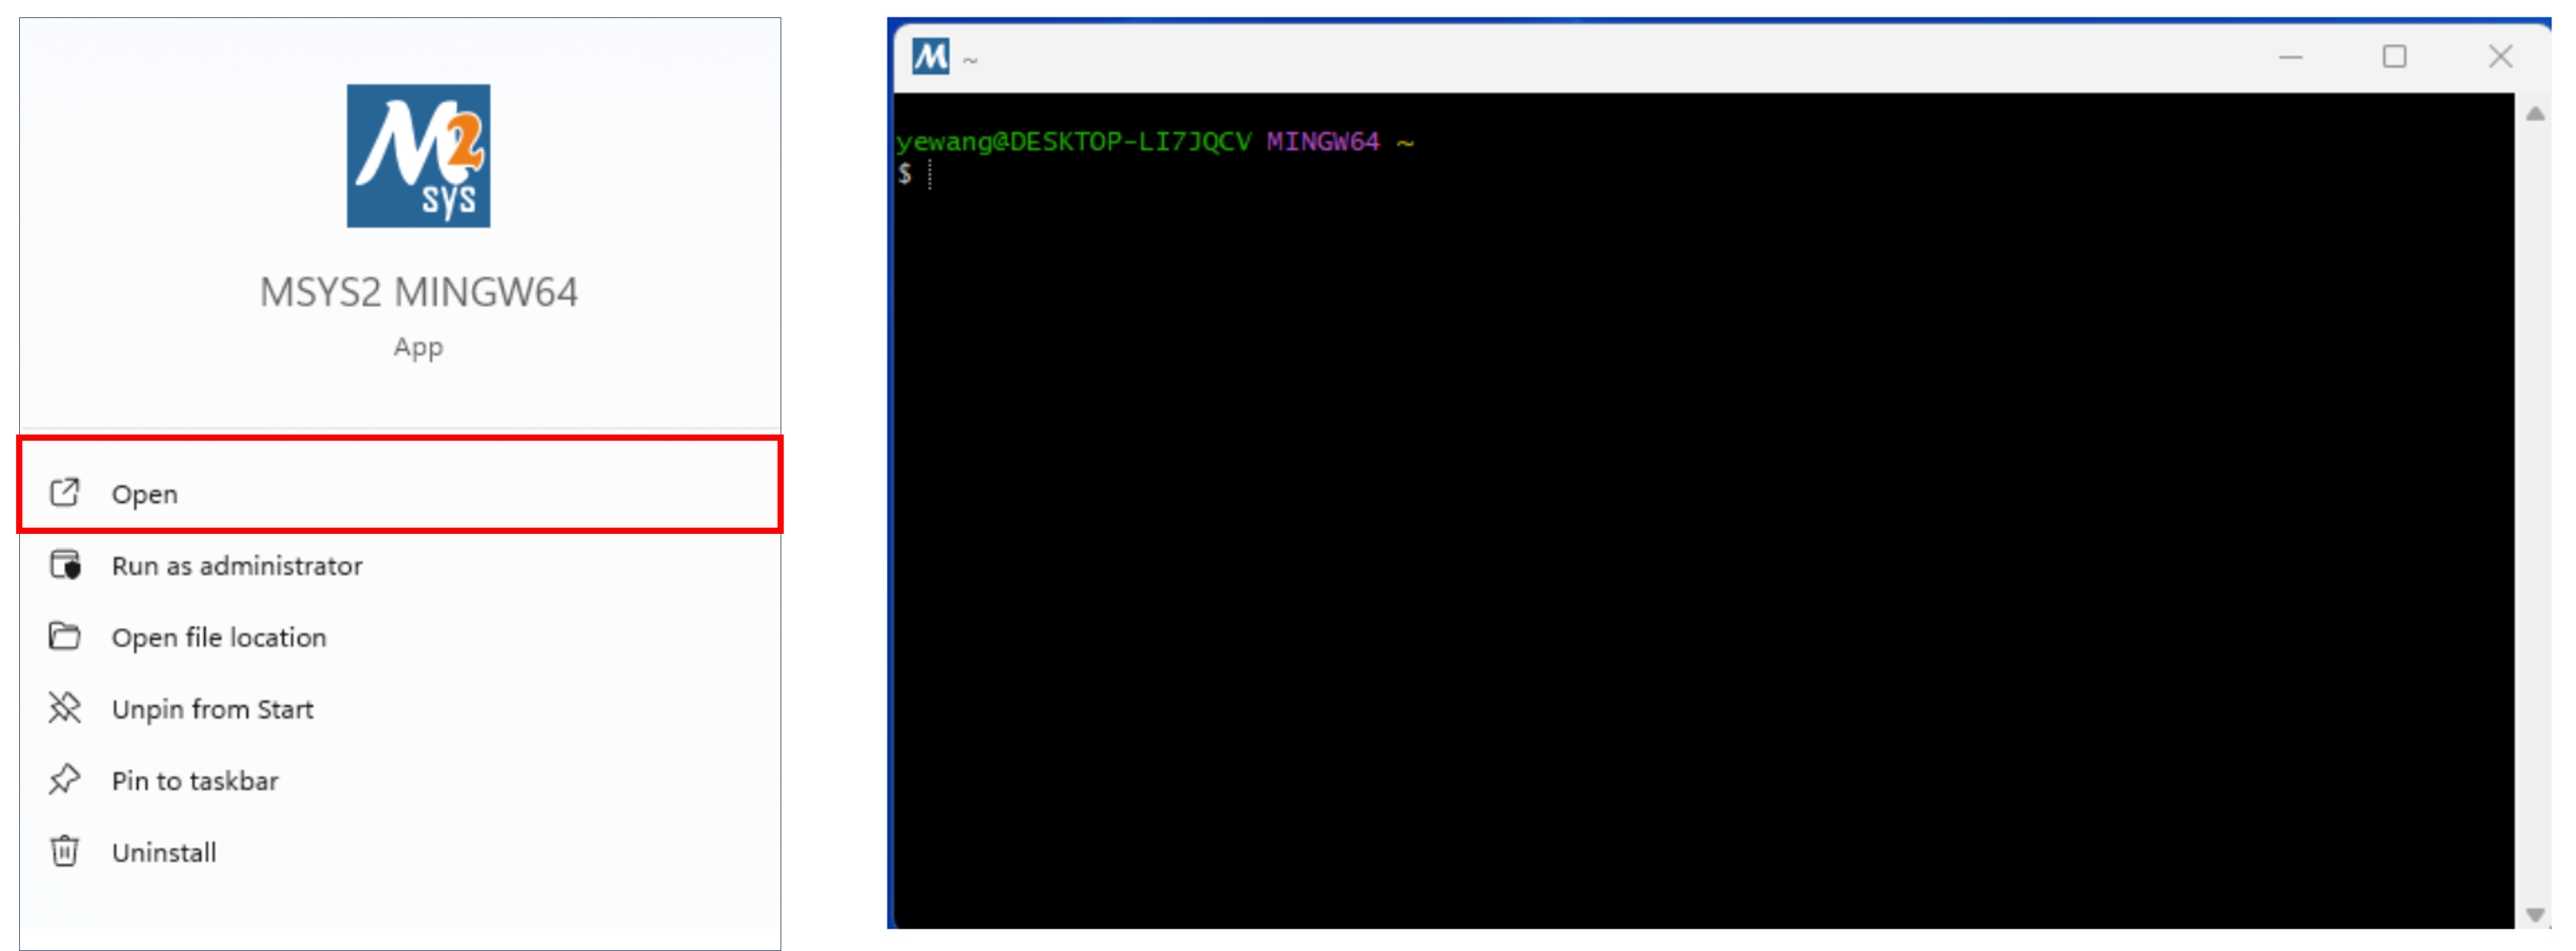 M2
sys
MSYS2 MINGW64
App
Open
Run as administrator
Open file location
Unpin from Start
Pin to taskbar
Uninstall
M ~
yewang@DESKTOP-LI7JQCV MINGW64 ~
$